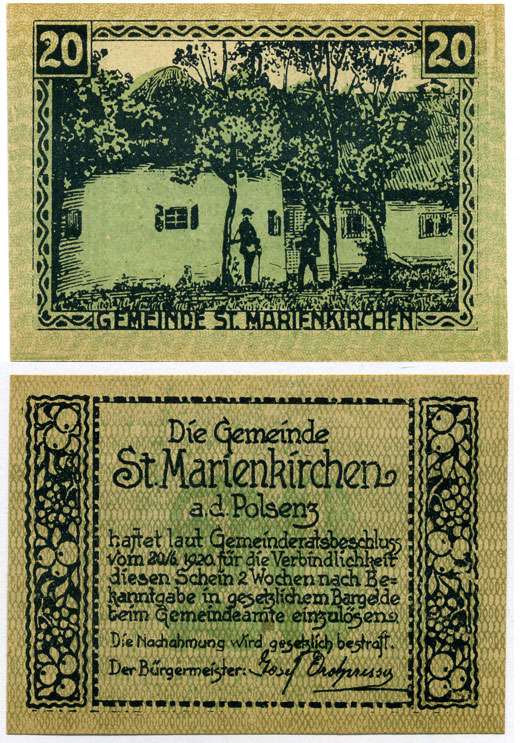 20 20
GEMEINDE ST. MARIENKIRCHEN
Die Gemeinde
St. Marienkirchen
a.d. Polsenz
haftet laut Gemeinderatsbeschluss
vom 20/6. 1920. für die Verbindlichkeit
diesen Schein 2 Wochen nach Be=
kanntgabe in gesetzlichem Bargelde
beim Gemeindeamte einzulösen.
Die Nachahmung wird gesetzlich bestraft.
Der Bürgermeister: Josef